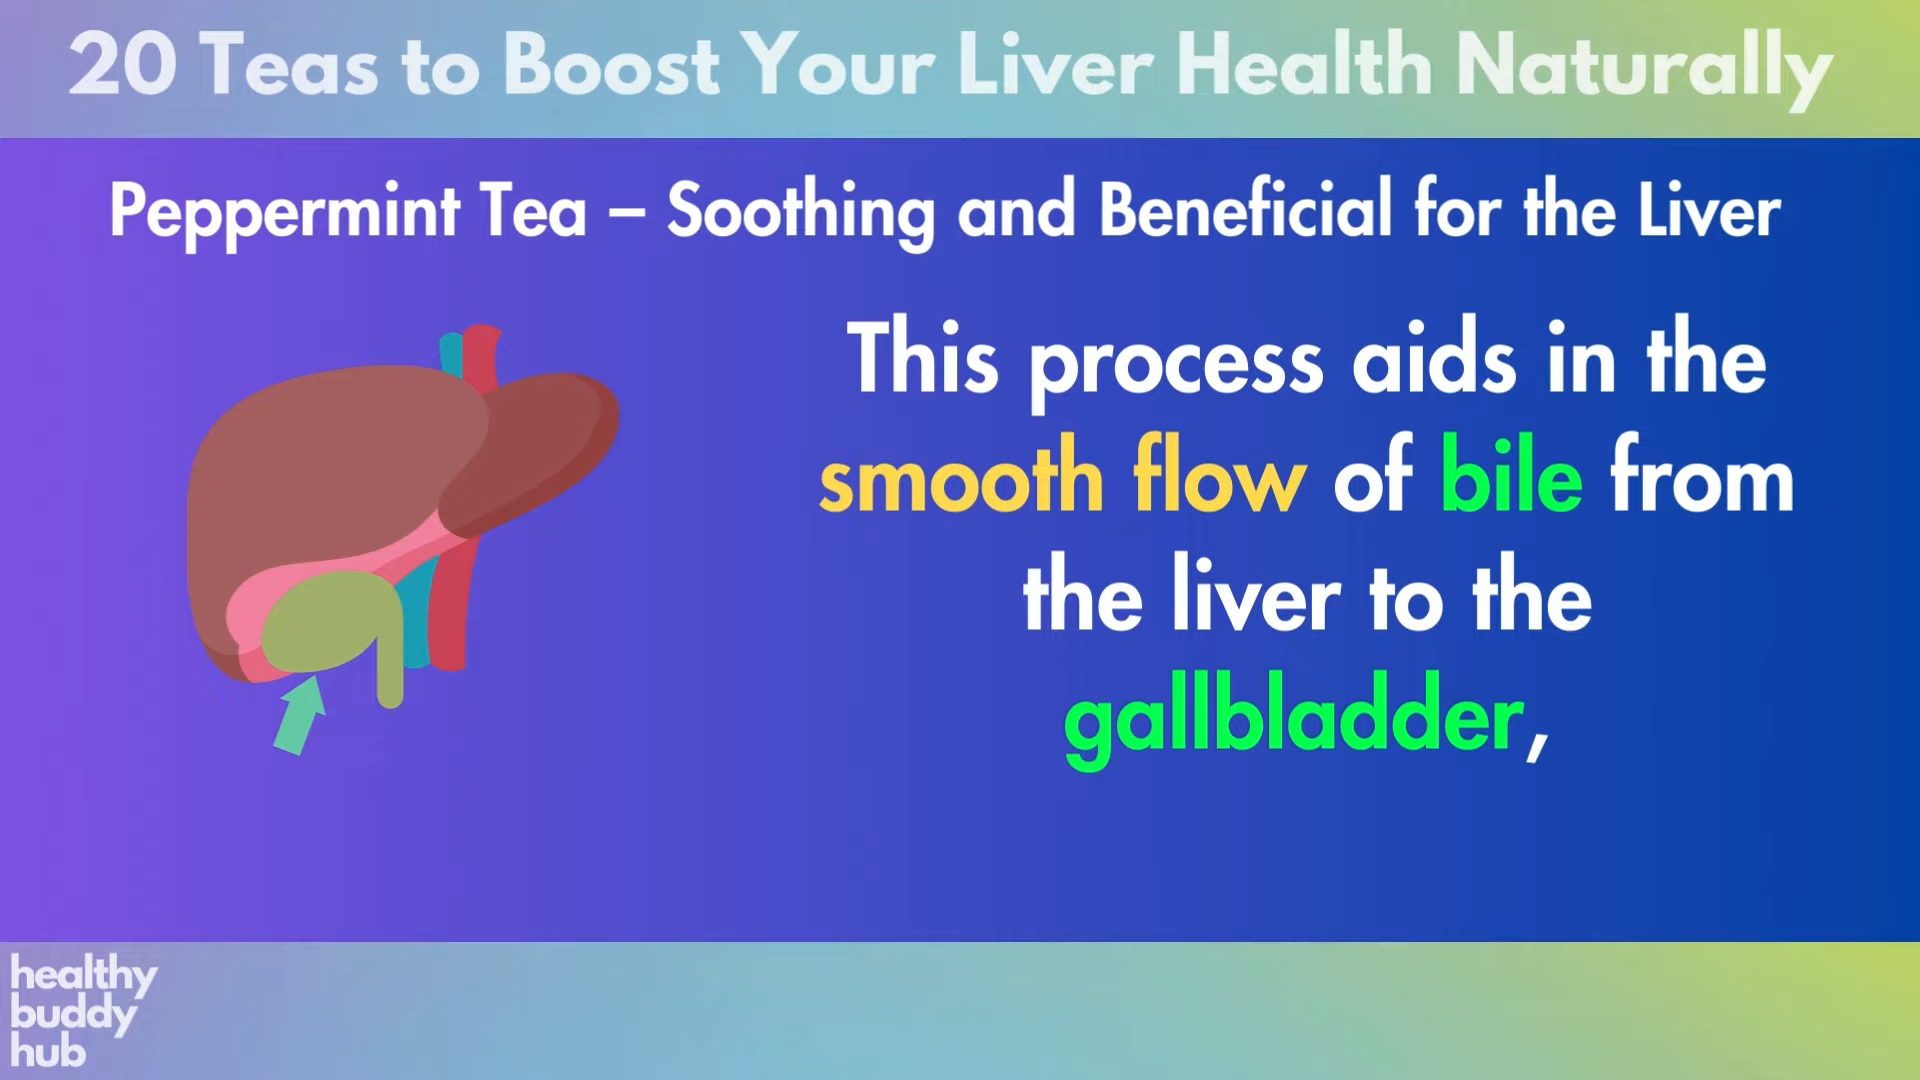 20 Teas to Boost Your Liver Health Naturally
Peppermint Tea – Soothing and Beneficial for the Liver
This process aids in the
smooth flow of bile from
the liver to the
gallbladder,
healthy
buddy
hub